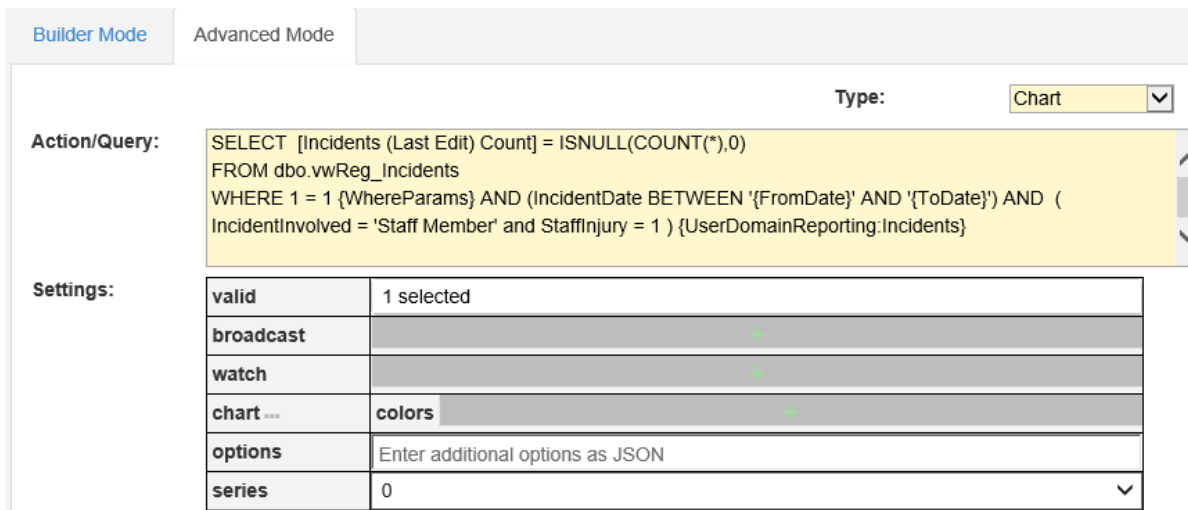 Builder Mode
Advanced Mode
Type:
Chart
Action/Query:
SELECT  [Incidents (Last Edit) Count] = ISNULL(COUNT(*),0)
FROM dbo.vwReg_Incidents
WHERE 1 = 1 {WhereParams} AND (IncidentDate BETWEEN '{FromDate}' AND '{ToDate}') AND  (
IncidentInvolved = 'Staff Member' and StaffInjury = 1 ) {UserDomainReporting:Incidents}
Settings:
valid
1 selected
broadcast
+
watch
+
chart ...
colors
+
options
Enter additional options as JSON
series
0